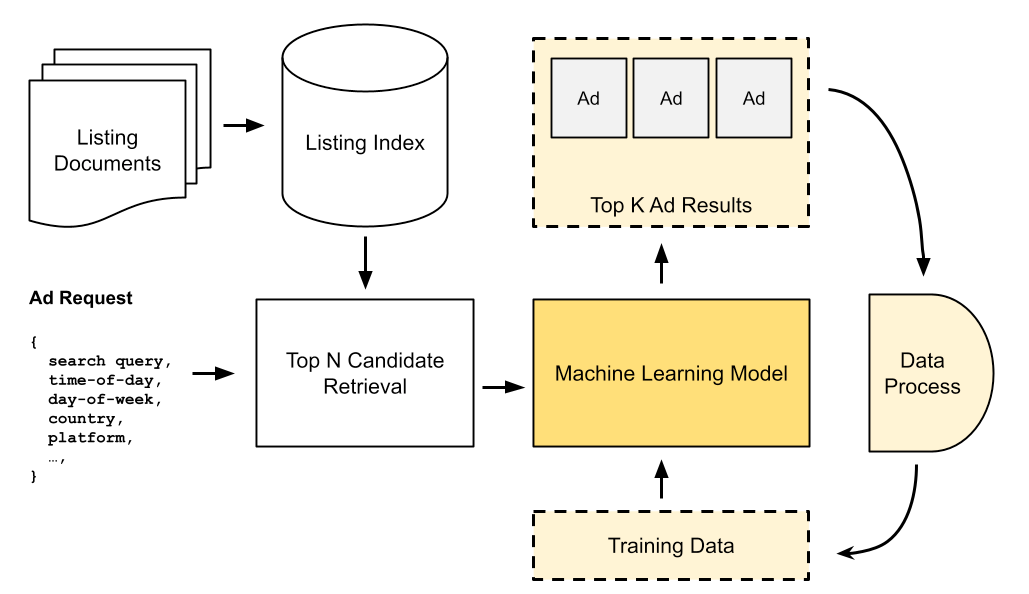 Listing
Documents
Listing Index
Ad
Ad
Ad
Top K Ad Results
Ad Request
{
search query,
time-of-day,
day-of-week,
country,
platform,
…,
}
Top N Candidate
Retrieval
Machine Learning Model
Data
Process
Training Data